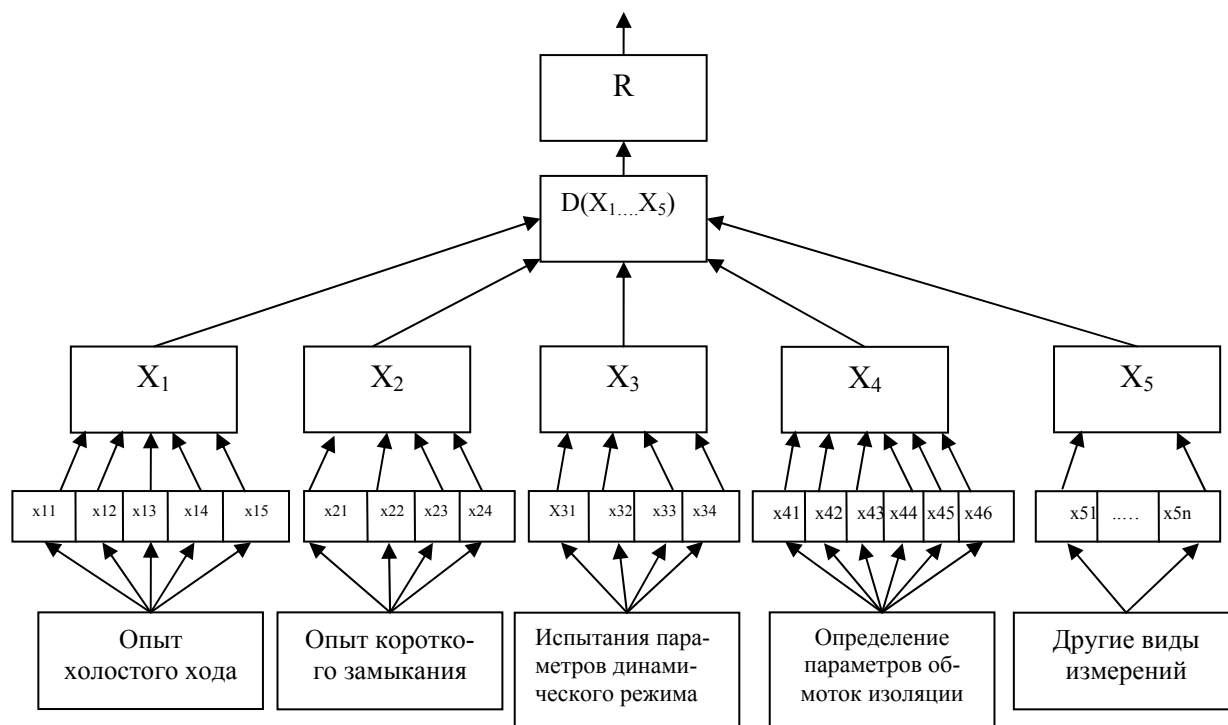 R
D(X₁....X₅)
X₁ X₂ X₃ X₄ X₅
x11 x12 x13 x14 x15 x21 x22 x23 x24 X31 x32 x33 x34 x41 x42 x43 x44 x45 x46 x51 ..... x5n
Опыт
холостого хода
Опыт коротко-
го замыкания
Испытания пара-
метров динами-
ческого режима
Определение
параметров об-
моток изоляции
Другие виды
измерений